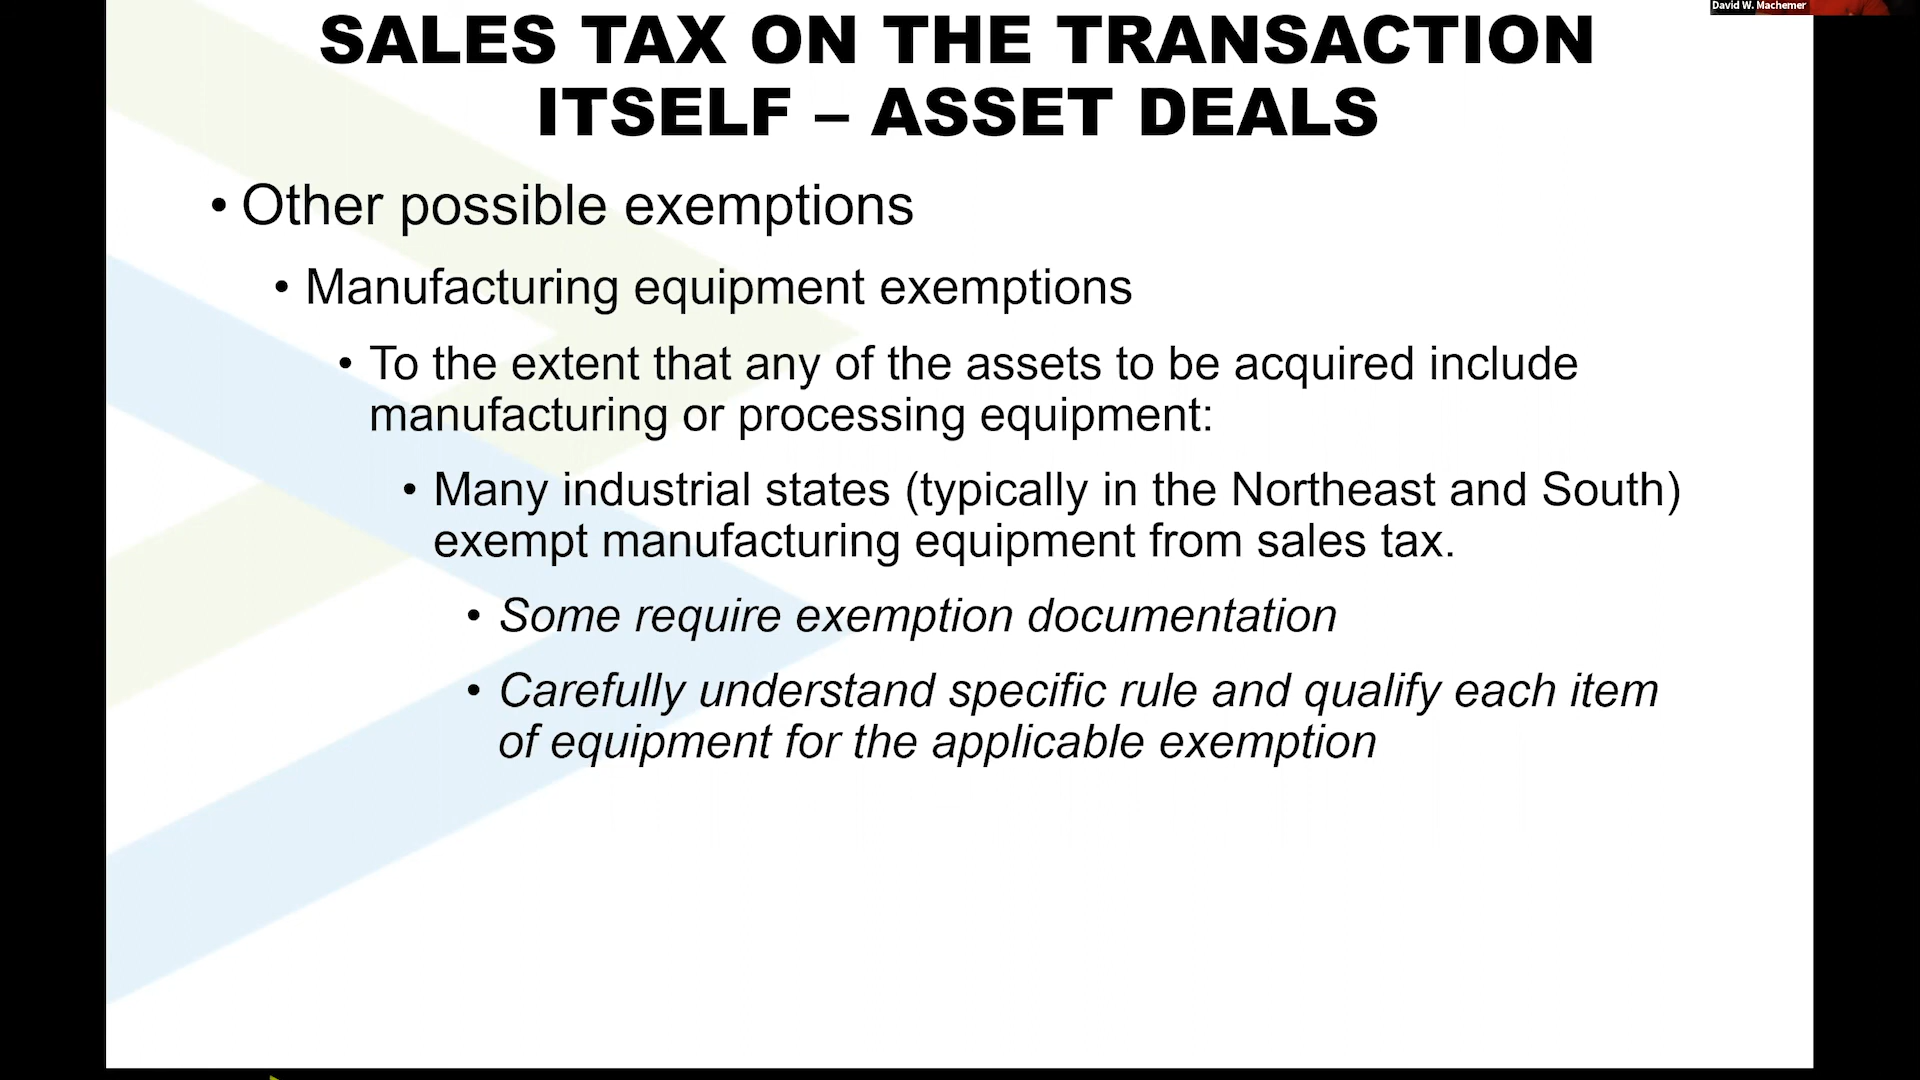 David W. Machemer
SALES TAX ON THE TRANSACTION
ITSELF – ASSET DEALS
• Other possible exemptions
• Manufacturing equipment exemptions
• To the extent that any of the assets to be acquired include
manufacturing or processing equipment:
• Many industrial states (typically in the Northeast and South)
exempt manufacturing equipment from sales tax.
• Some require exemption documentation
• Carefully understand specific rule and qualify each item
of equipment for the applicable exemption